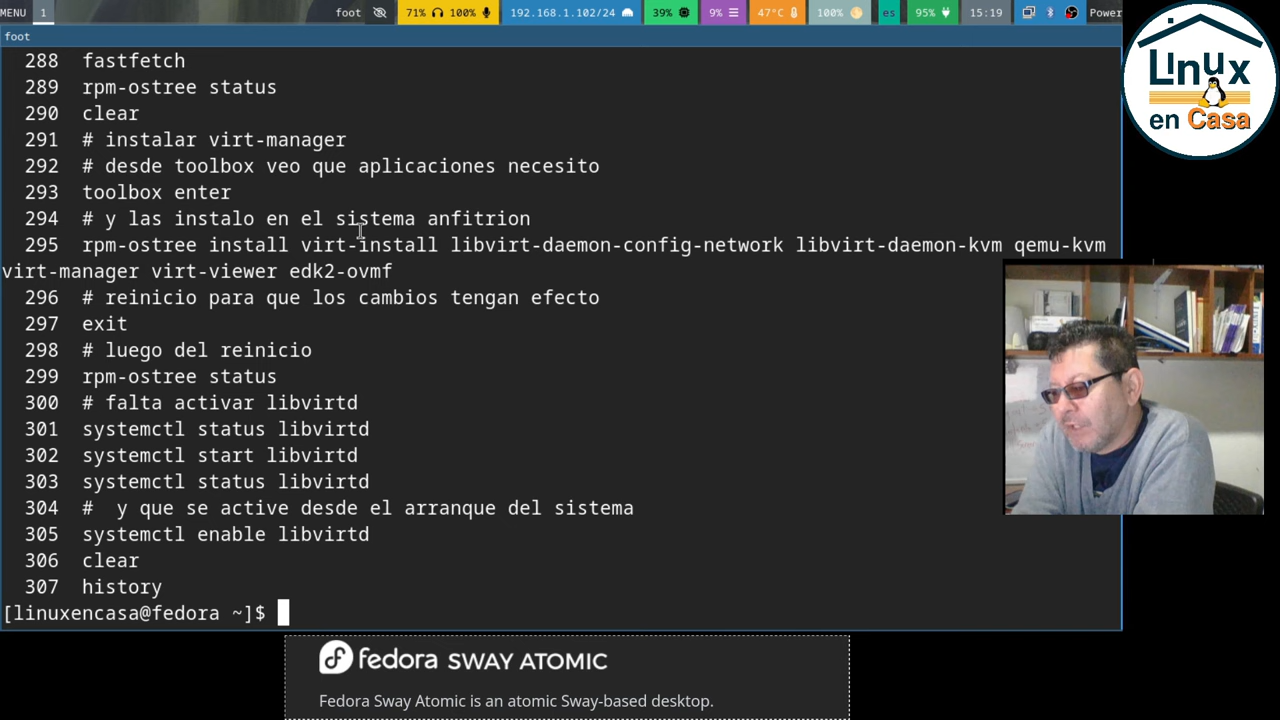 MENU 1 foot 71% 100% 192.168.1.102/24 39% 9% 47°C 100% es 95% 15:19 Power
foot
288 fastfetch
289 rpm-ostree status
290 clear
291 # instalar virt-manager
292 # desde toolbox veo que aplicaciones necesito
293 toolbox enter
294 # y las instalo en el sistema anfitrion
295 rpm-ostree install virt-install libvirt-daemon-config-network libvirt-daemon-kvm qemu-kvm
virt-manager virt-viewer edk2-ovmf
296 # reinicio para que los cambios tengan efecto
297 exit
298 # luego del reinicio
299 rpm-ostree status
300 # falta activar libvirtd
301 systemctl status libvirtd
302 systemctl start libvirtd
303 systemctl status libvirtd
304 #  y que se active desde el arranque del sistema
305 systemctl enable libvirtd
306 clear
307 history
[linuxencasa@fedora ~]$
Linux
en Casa
fedora SWAY ATOMIC
Fedora Sway Atomic is an atomic Sway-based desktop.